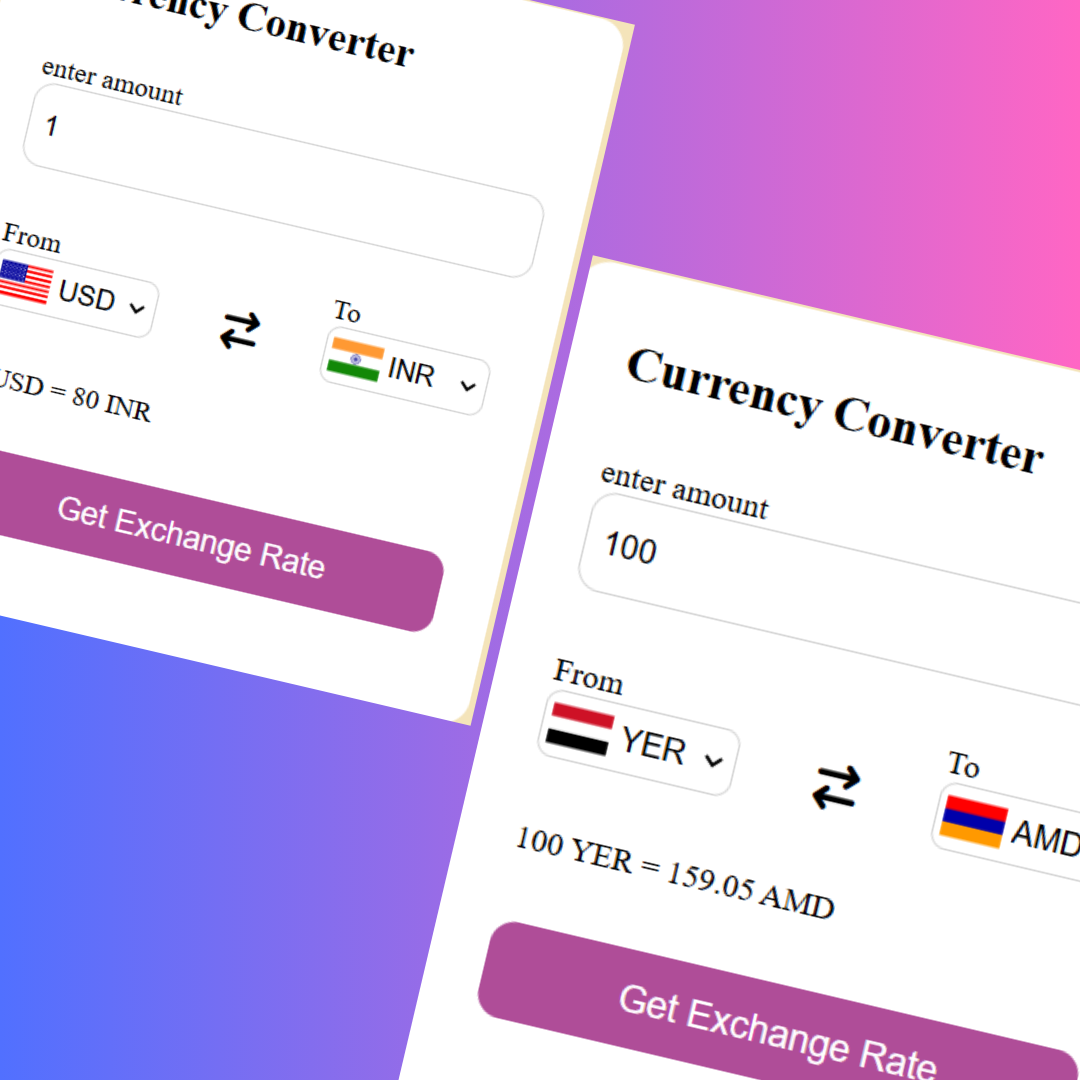 Currency Converter
enter amount
1
From
USD
To
INR
USD = 80 INR
Get Exchange Rate
Currency Converter
enter amount
100
From
YER
To
AMD
100 YER = 159.05 AMD
Get Exchange Rate